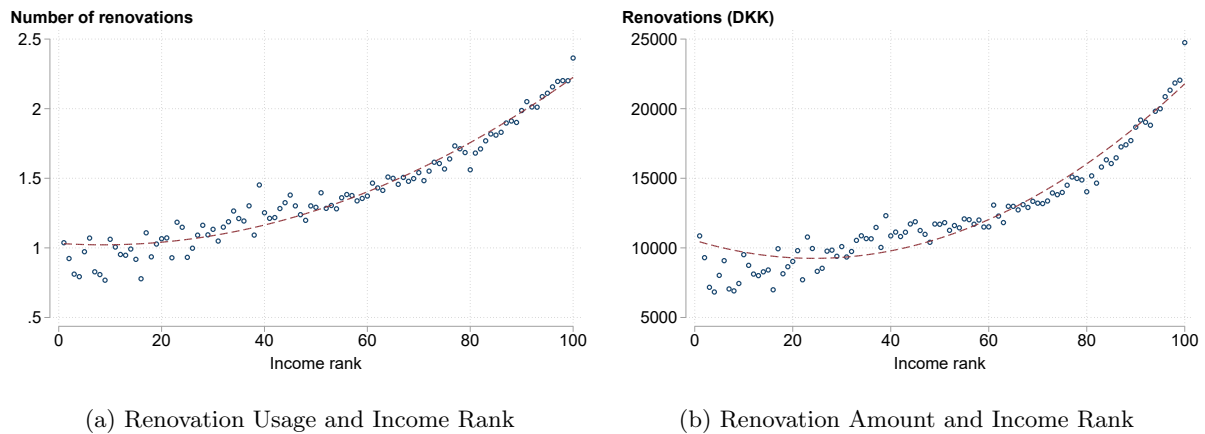 Number of renovations
2.5
2
1.5
1
.5
0 20 40 60 80 100
Income rank
(a) Renovation Usage and Income Rank
Renovations (DKK)
25000
20000
15000
10000
5000
0 20 40 60 80 100
Income rank
(b) Renovation Amount and Income Rank